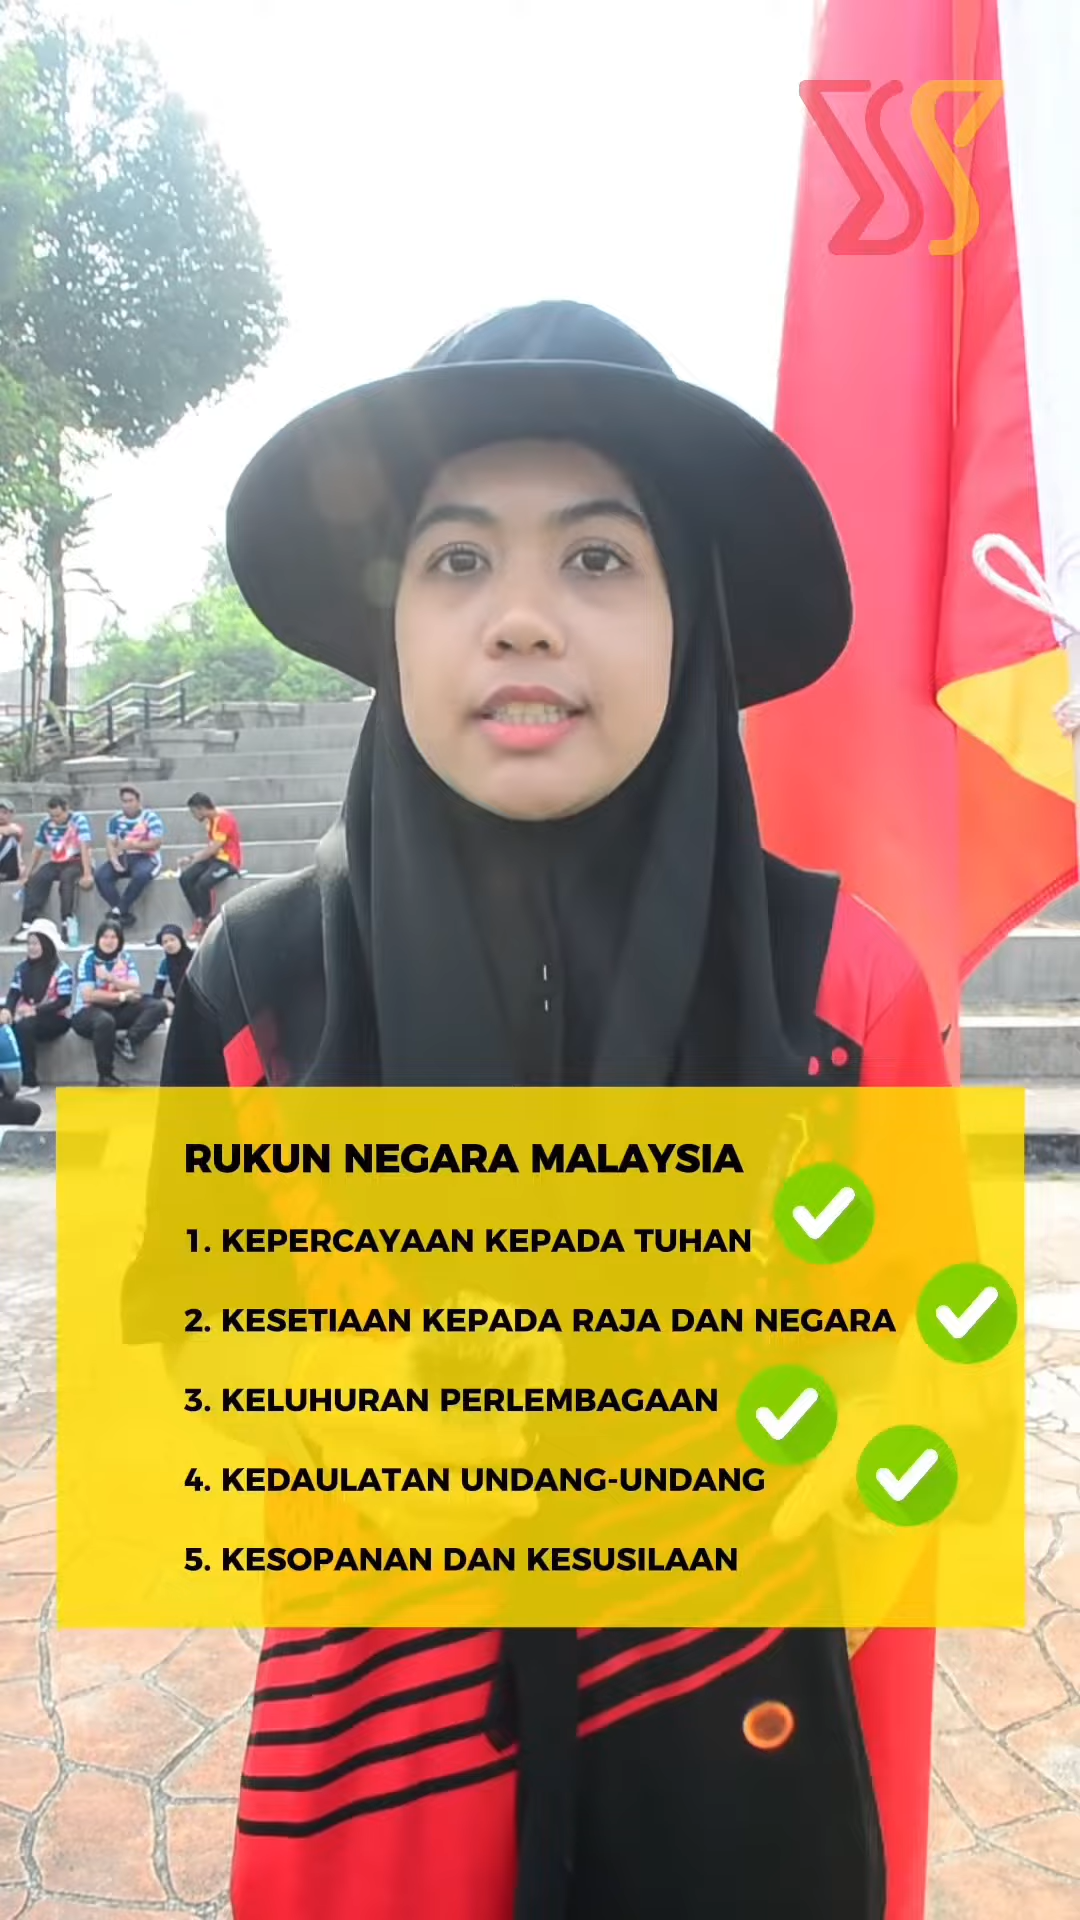 RUKUN NEGARA MALAYSIA
1. KEPERCAYAAN KEPADA TUHAN
2. KESETIAAN KEPADA RAJA DAN NEGARA
3. KELUHURAN PERLEMBAGAAN
4. KEDAULATAN UNDANG-UNDANG
5. KESOPANAN DAN KESUSILAAN